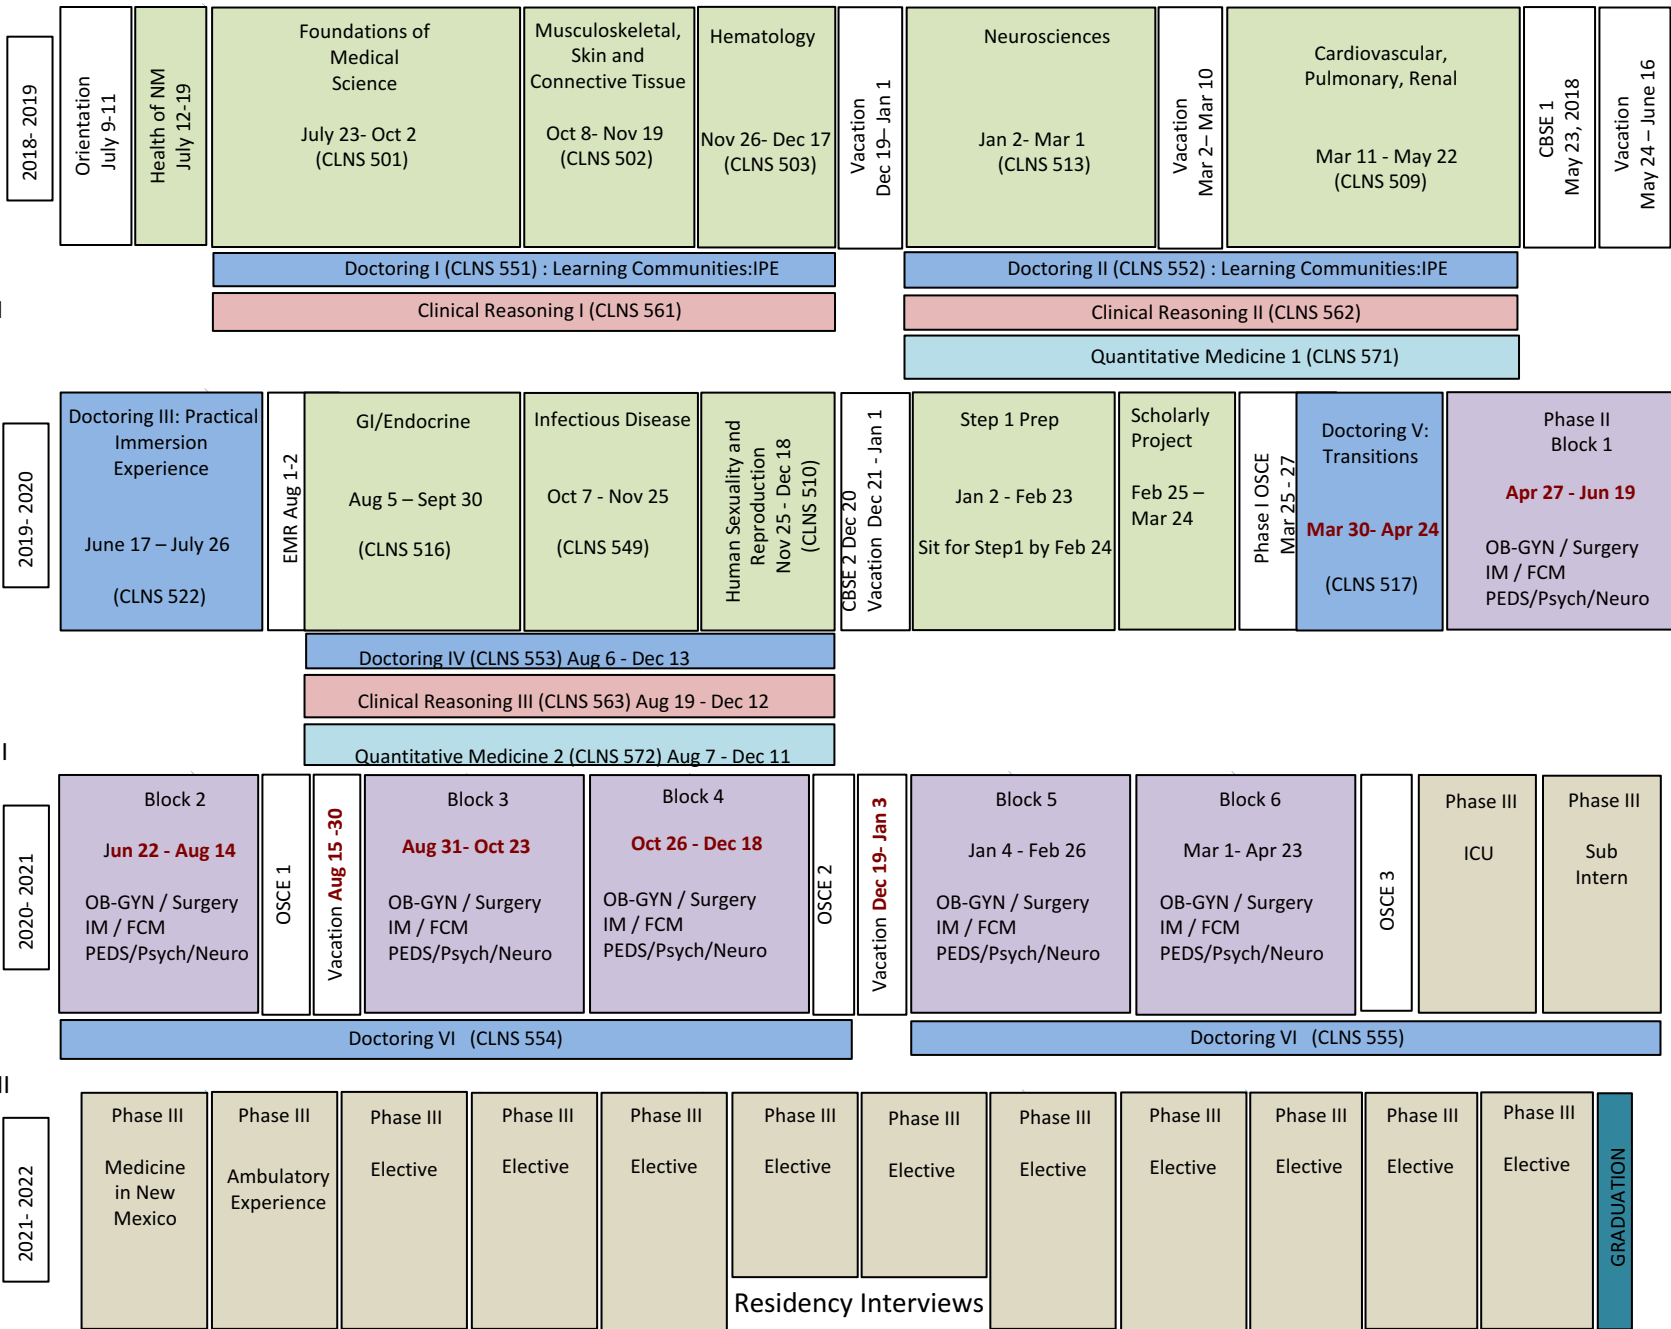 2018- 2019
Orientation
July 9-11
Health of NM
July 12-19
Foundations of
Medical
Science
July 23- Oct 2
(CLNS 501)
Musculoskeletal,
Skin and
Connective Tissue
Oct 8- Nov 19
(CLNS 502)
Hematology
Nov 26- Dec 17
(CLNS 503)
Vacation
Dec 19– Jan 1
Neurosciences
Jan 2- Mar 1
(CLNS 513)
Vacation
Mar 2– Mar 10
Cardiovascular,
Pulmonary, Renal
Mar 11 - May 22
(CLNS 509)
CBSE 1
May 23, 2018
Vacation
May 24 – June 16
Doctoring I (CLNS 551) : Learning Communities:IPE
Doctoring II (CLNS 552) : Learning Communities:IPE
Clinical Reasoning I (CLNS 561)
Clinical Reasoning II (CLNS 562)
I
Quantitative Medicine 1 (CLNS 571)
2019- 2020
Doctoring III: Practical
Immersion
Experience
June 17 – July 26
(CLNS 522)
EMR Aug 1-2
GI/Endocrine
Aug 5 – Sept 30
(CLNS 516)
Infectious Disease
Oct 7 - Nov 25
(CLNS 549)
Human Sexuality and
Reproduction
Nov 25 - Dec 18
(CLNS 510)
CBSE 2 Dec 20
Vacation Dec 21 - Jan 1
Step 1 Prep
Jan 2 - Feb 23
Sit for Step1 by Feb 24
Scholarly
Project
Feb 25 –
Mar 24
Phase I OSCE
Mar 25 - 27
Doctoring V:
Transitions
Mar 30- Apr 24
(CLNS 517)
Phase II
Block 1
Apr 27 - Jun 19
OB-GYN / Surgery
IM / FCM
PEDS/Psych/Neuro
Doctoring IV (CLNS 553) Aug 6 - Dec 13
Clinical Reasoning III (CLNS 563) Aug 19 - Dec 12
Quantitative Medicine 2 (CLNS 572) Aug 7 - Dec 11
I
2020- 2021
Block 2
Jun 22 - Aug 14
OB-GYN / Surgery
IM / FCM
PEDS/Psych/Neuro
OSCE 1
Vacation Aug 15 -30
Block 3
Aug 31- Oct 23
OB-GYN / Surgery
IM / FCM
PEDS/Psych/Neuro
Block 4
Oct 26 - Dec 18
OB-GYN / Surgery
IM / FCM
PEDS/Psych/Neuro
OSCE 2
Vacation Dec 19- Jan 3
Block 5
Jan 4 - Feb 26
OB-GYN / Surgery
IM / FCM
PEDS/Psych/Neuro
Block 6
Mar 1- Apr 23
OB-GYN / Surgery
IM / FCM
PEDS/Psych/Neuro
OSCE 3
Phase III
ICU
Phase III
Sub
Intern
Doctoring VI (CLNS 554)
Doctoring VI (CLNS 555)
II
2021- 2022
Phase III
Medicine
in New
Mexico
Phase III
Ambulatory
Experience
Phase III
Elective
Phase III
Elective
Phase III
Elective
Phase III
Elective
Phase III
Elective
Phase III
Elective
Phase III
Elective
Phase III
Elective
Phase III
Elective
Phase III
Elective
GRADUATION
Residency Interviews